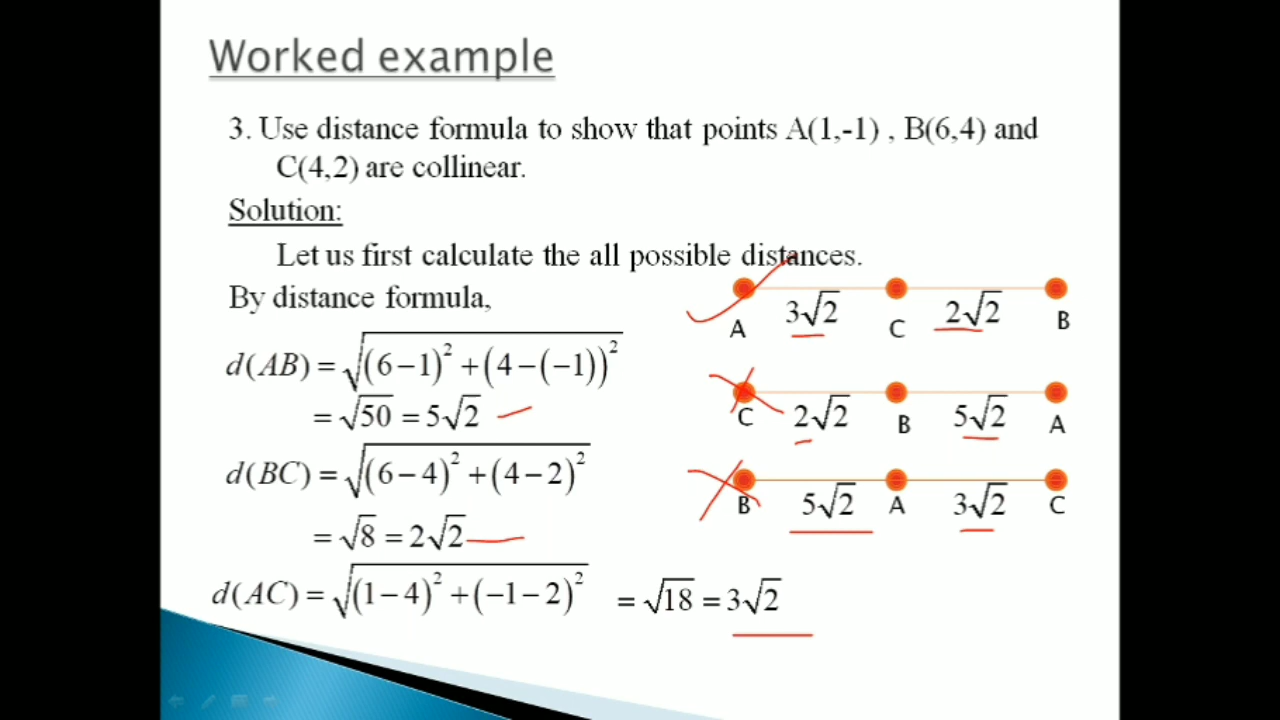 Worked example
3. Use distance formula to show that points A(1,-1) , B(6,4) and
C(4,2) are collinear.
Solution:
Let us first calculate the all possible distances.
By distance formula,
d(AB) = √((6−1)² + (4−(−1))²)
= √50 = 5√2
d(BC) = √((6−4)² + (4−2)²)
= √8 = 2√2
d(AC) = √((1−4)² + (−1−2)²) = √18 = 3√2
A 3√2 C 2√2 B
C 2√2 B 5√2 A
B 5√2 A 3√2 C